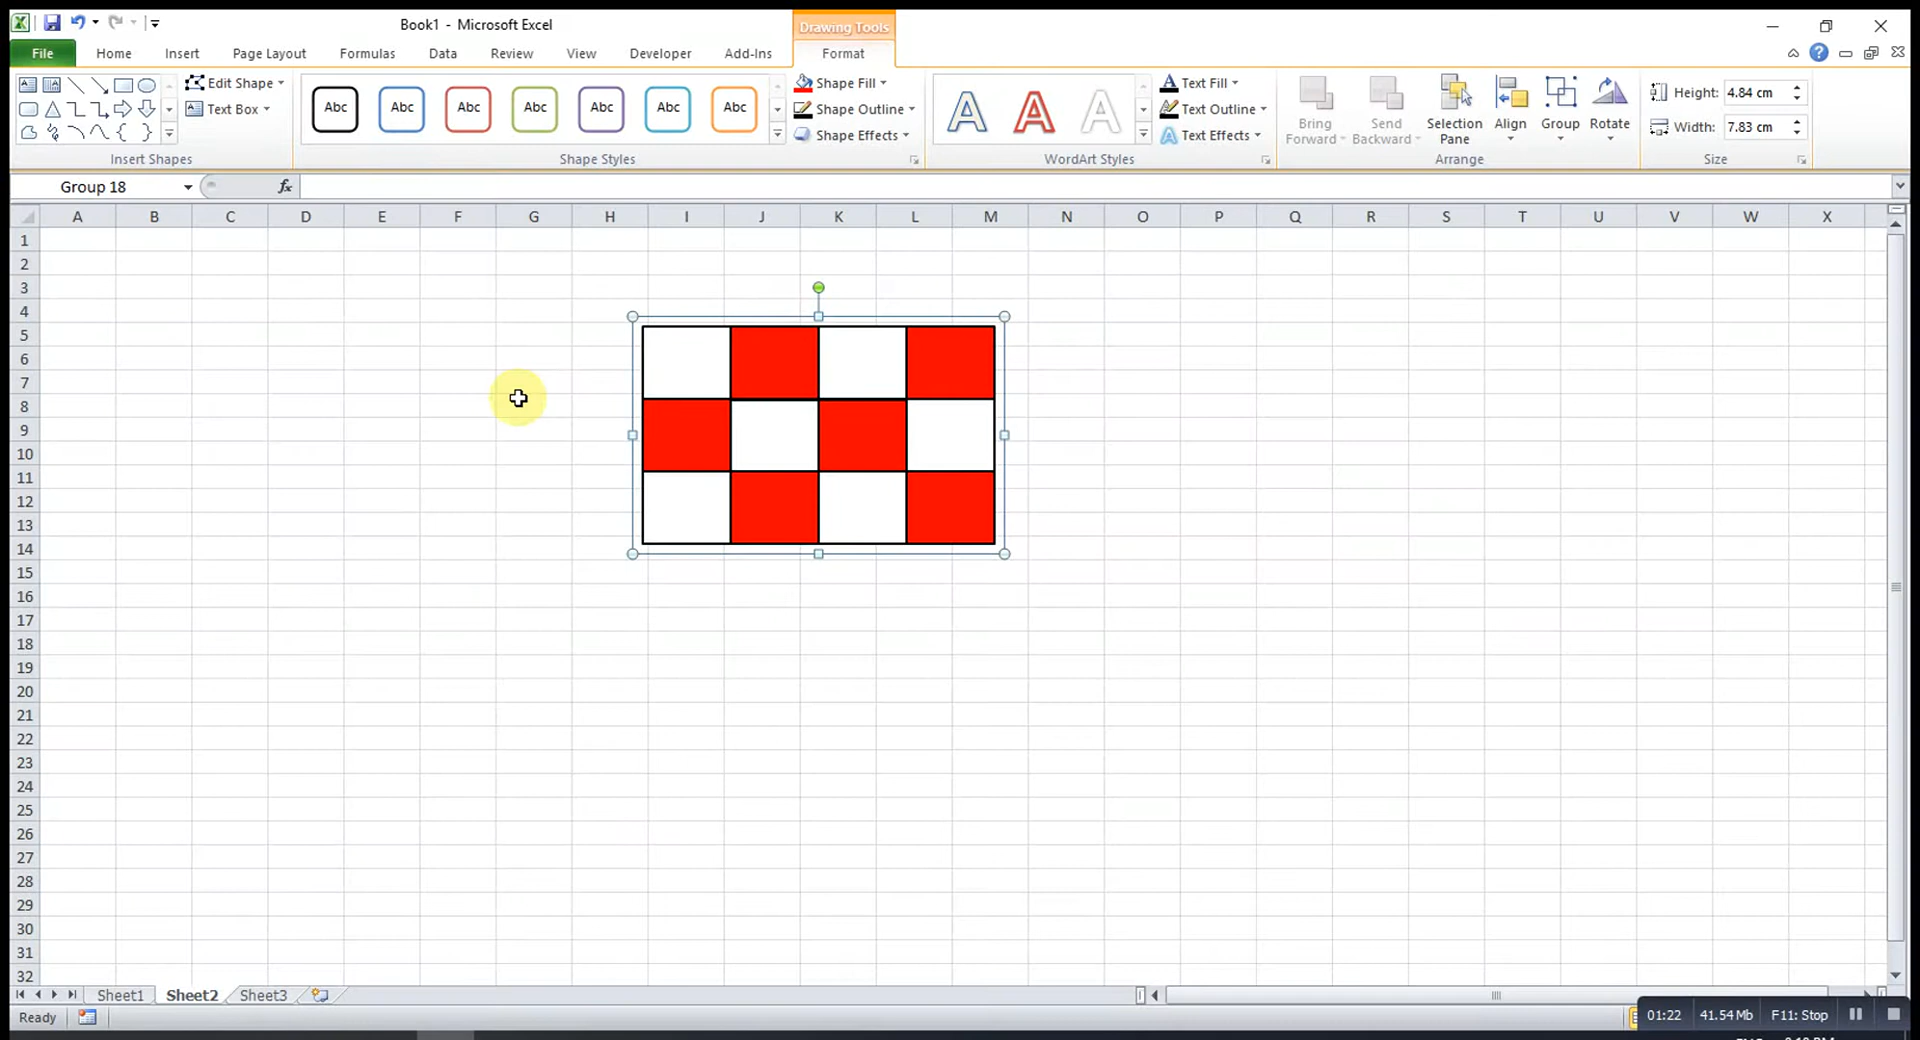 Book1 - Microsoft Excel
Drawing Tools
File Home Insert Page Layout Formulas Data Review View Developer Add-Ins Format
Edit Shape
Text Box
Insert Shapes
Abc Abc Abc Abc Abc Abc Abc
Shape Fill
Shape Outline
Shape Effects
Shape Styles
A A A
Text Fill
Text Outline
Text Effects
WordArt Styles
Bring Forward
Send Backward
Selection Pane
Align
Group
Rotate
Arrange
Height: 4.84 cm
Width: 7.83 cm
Size
Group 18
fx
A B C D E F G H I J K L M N O P Q R S T U V W X
1
2
3
4
5
6
7
8
9
10
11
12
13
14
15
16
17
18
19
20
21
22
23
24
25
26
27
28
29
30
31
32
Sheet1 Sheet2 Sheet3
Ready
01:22 41.54 Mb F11: Stop